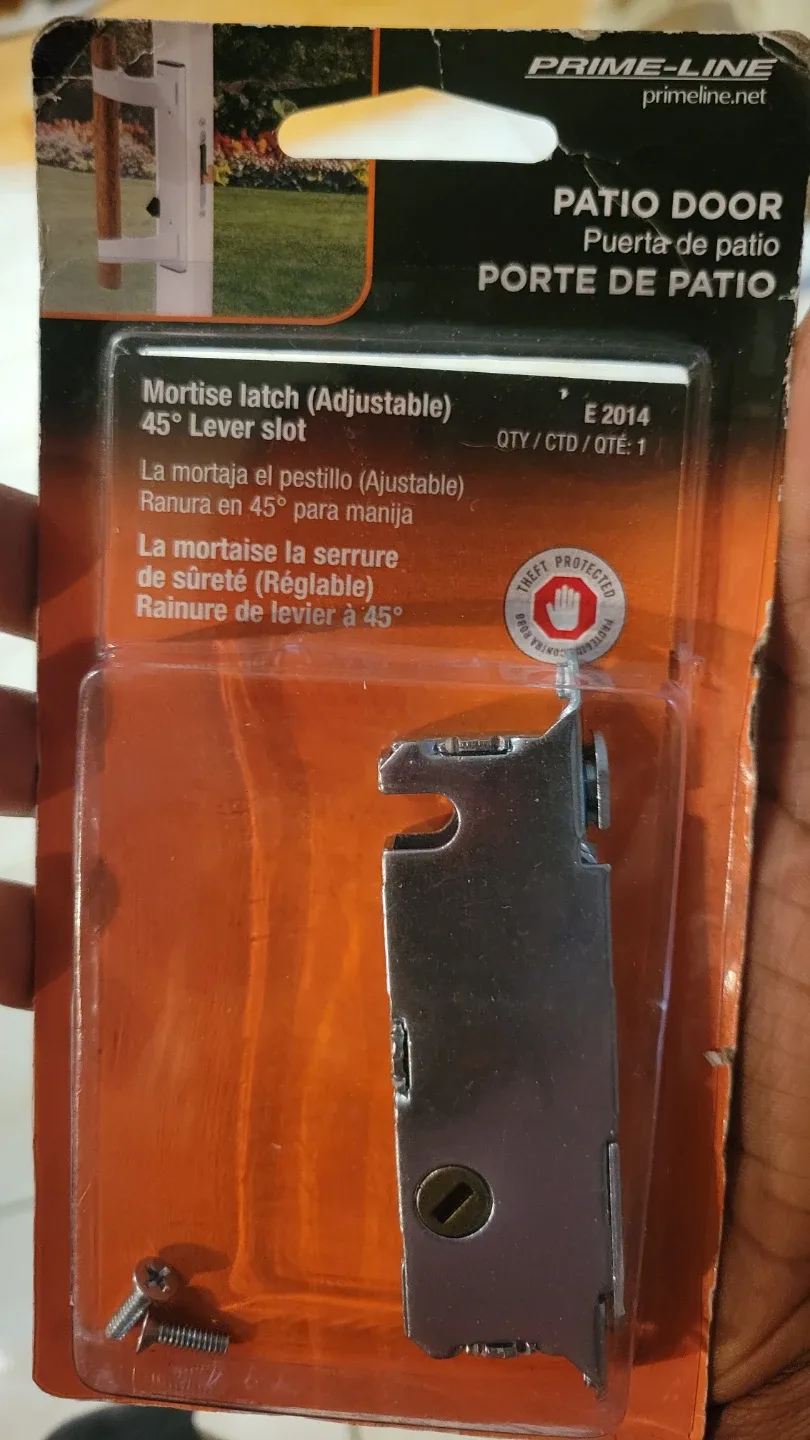 PRIME-LINE
primeline.net
PATIO DOOR
Puerta de patio
PORTE DE PATIO
Mortise latch (Adjustable)
45° Lever slot
E 2014
QTY / CTD / QTÉ: 1
La mortaja el pestillo (Ajustable)
Ranura en 45° para manija
La mortaise la serrure
de sûreté (Réglable)
Rainure de levier à 45°
THEFT PROTECTED
CONTRA ROBO